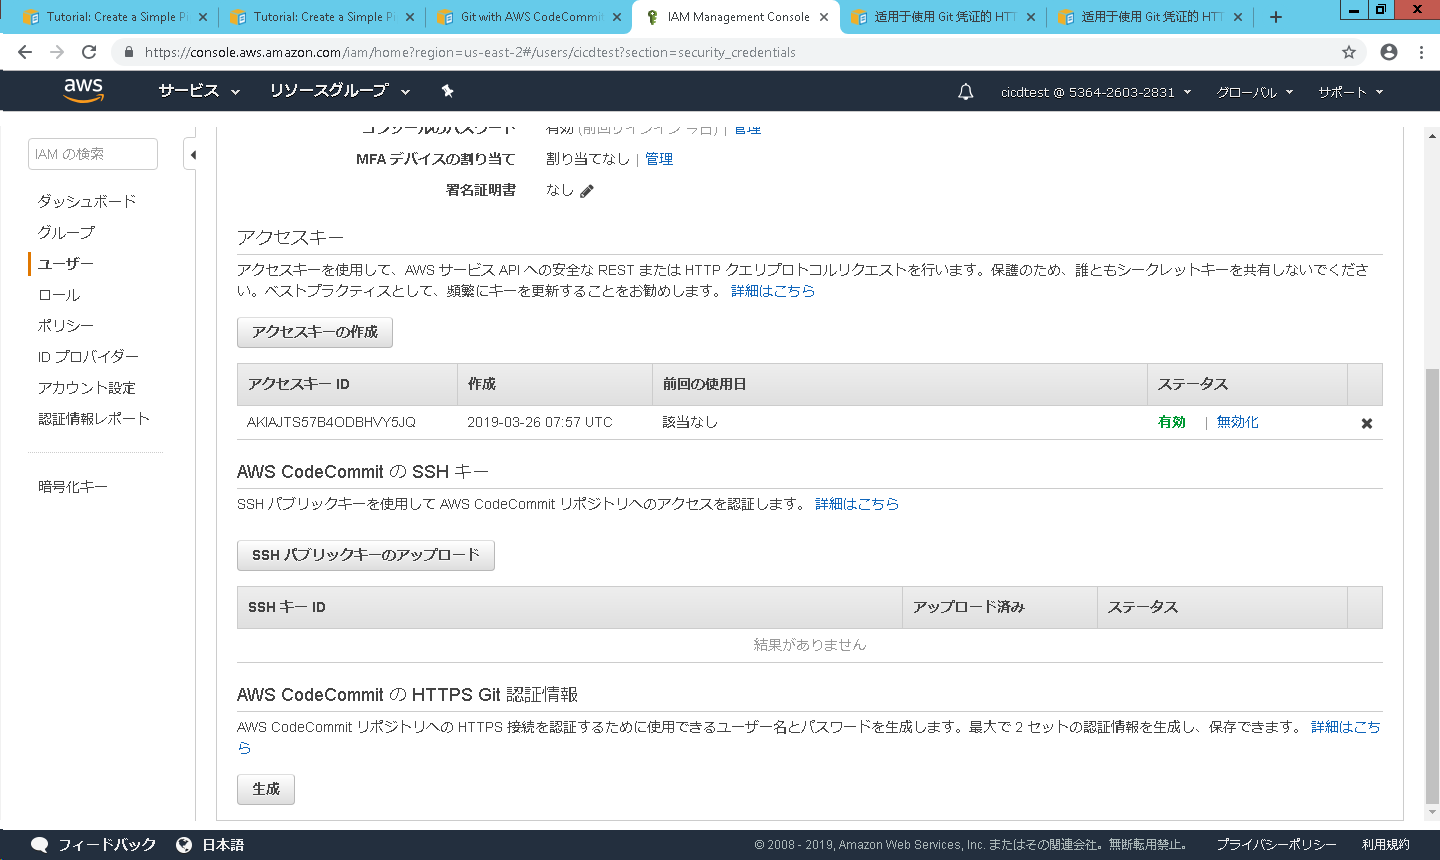 Tutorial: Create a Simple Pi
Tutorial: Create a Simple Pi
Git with AWS CodeCommit
IAM Management Console
适用于使用 Git 凭证的 HTT
适用于使用 Git 凭证的 HTT
https://console.aws.amazon.com/iam/home?region=us-east-2#/users/cicdtest?section=security_credentials
aws
サービス
リソースグループ
cicdtest @ 5364-2603-2831
グローバル
サポート
IAM の検索
ダッシュボード
グループ
ユーザー
ロール
ポリシー
ID プロバイダー
アカウント設定
認証情報レポート
暗号化キー
コンソールのパスワード 有効 (前回サインイン 今日) | 管理
MFA デバイスの割り当て 割り当てなし | 管理
署名証明書 なし
アクセスキー
アクセスキーを使用して、AWS サービス API への安全な REST または HTTP クエリプロトコルリクエストを行います。保護のため、誰ともシークレットキーを共有しないでくださ
い。ベストプラクティスとして、頻繁にキーを更新することをお勧めします。 詳細はこちら
アクセスキーの作成
アクセスキー ID 作成 前回の使用日 ステータス
AKIAJTS57B4ODBHVY5JQ 2019-03-26 07:57 UTC 該当なし 有効 | 無効化
AWS CodeCommit の SSH キー
SSH パブリックキーを使用して AWS CodeCommit リポジトリへのアクセスを認証します。 詳細はこちら
SSH パブリックキーのアップロード
SSH キー ID アップロード済み ステータス
結果がありません
AWS CodeCommit の HTTPS Git 認証情報
AWS CodeCommit リポジトリへの HTTPS 接続を認証するために使用できるユーザー名とパスワードを生成します。最大で 2 セットの認証情報を生成し、保存できます。 詳細はこち
ら
生成
フィードバック
日本語
© 2008 - 2019, Amazon Web Services, Inc. またはその関連会社。無断転用禁止。
プライバシーポリシー
利用規約